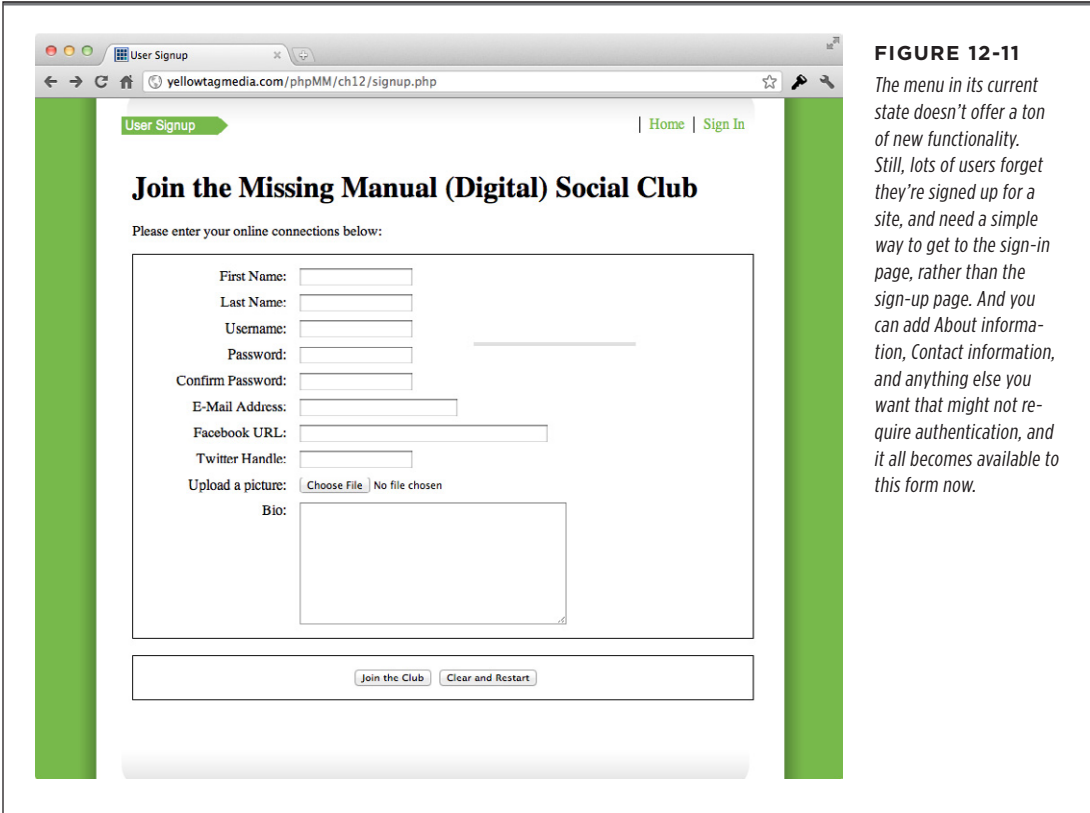 User Signup
yellowtagmedia.com/phpMM/ch12/signup.php
User Signup
| Home | Sign In
Join the Missing Manual (Digital) Social Club
Please enter your online connections below:
First Name:
Last Name:
Username:
Password:
Confirm Password:
E-Mail Address:
Facebook URL:
Twitter Handle:
Upload a picture: Choose File No file chosen
Bio:
Join the Club Clear and Restart
FIGURE 12-11
The menu in its current
state doesn’t offer a ton
of new functionality.
Still, lots of users forget
they’re signed up for a
site, and need a simple
way to get to the sign-in
page, rather than the
sign-up page. And you
can add About informa-
tion, Contact information,
and anything else you
want that might not re-
quire authentication, and
it all becomes available to
this form now.